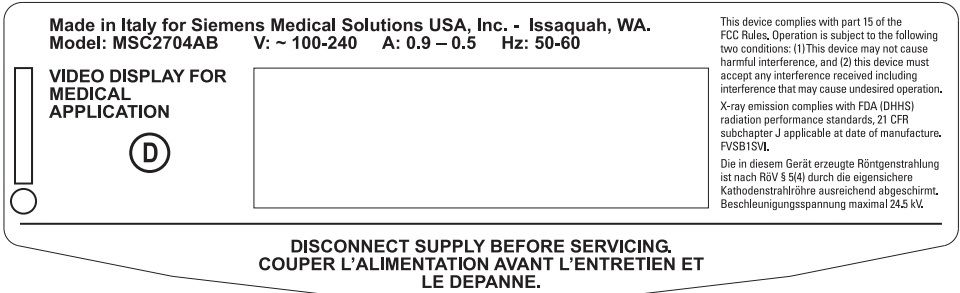 Made in Italy for Siemens Medical Solutions USA, Inc. - Issaquah, WA.
Model: MSC2704AB V: ~ 100-240 A: 0.9 – 0.5 Hz: 50-60
VIDEO DISPLAY FOR
MEDICAL
APPLICATION
D
This device complies with part 15 of the
FCC Rules. Operation is subject to the following
two conditions: (1) This device may not cause
harmful interference, and (2) this device must
accept any interference received including
interference that may cause undesired operation.
X-ray emission complies with FDA (DHHS)
radiation performance standards, 21 CFR
subchapter J applicable at date of manufacture.
FVSB1SVI.
Die in diesem Gerät erzeugte Röntgenstrahlung
ist nach RöV § 5(4) durch die eigensichere
Kathodenstrahlröhre ausreichend abgeschirmt.
Beschleunigungsspannung maximal 24.5 kV.
DISCONNECT SUPPLY BEFORE SERVICING.
COUPER L'ALIMENTATION AVANT L'ENTRETIEN ET
LE DEPANNE.